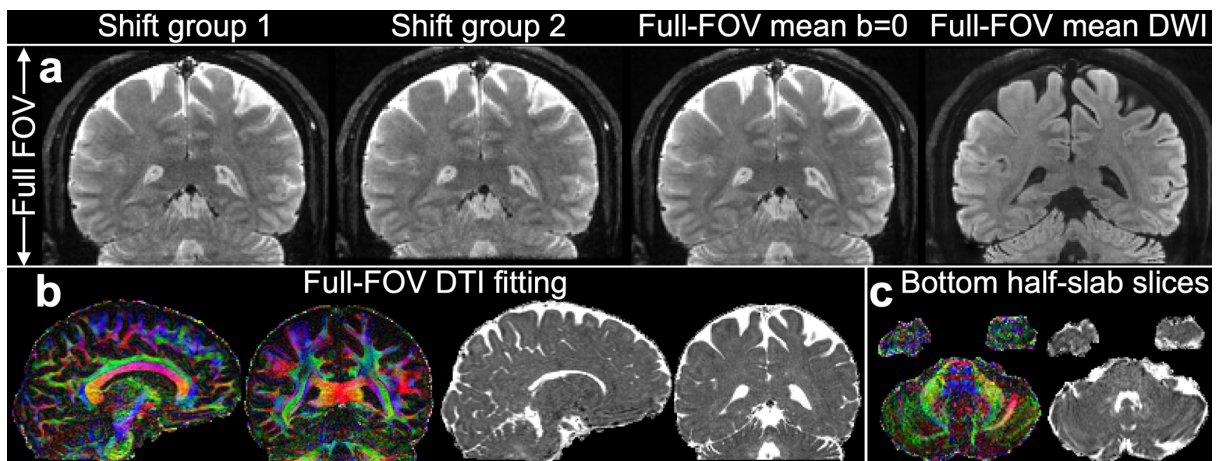 Shift group 1
Shift group 2
Full-FOV mean b=0
Full-FOV mean DWI
Full FOV
a
b
Full-FOV DTI fitting
c
Bottom half-slab slices